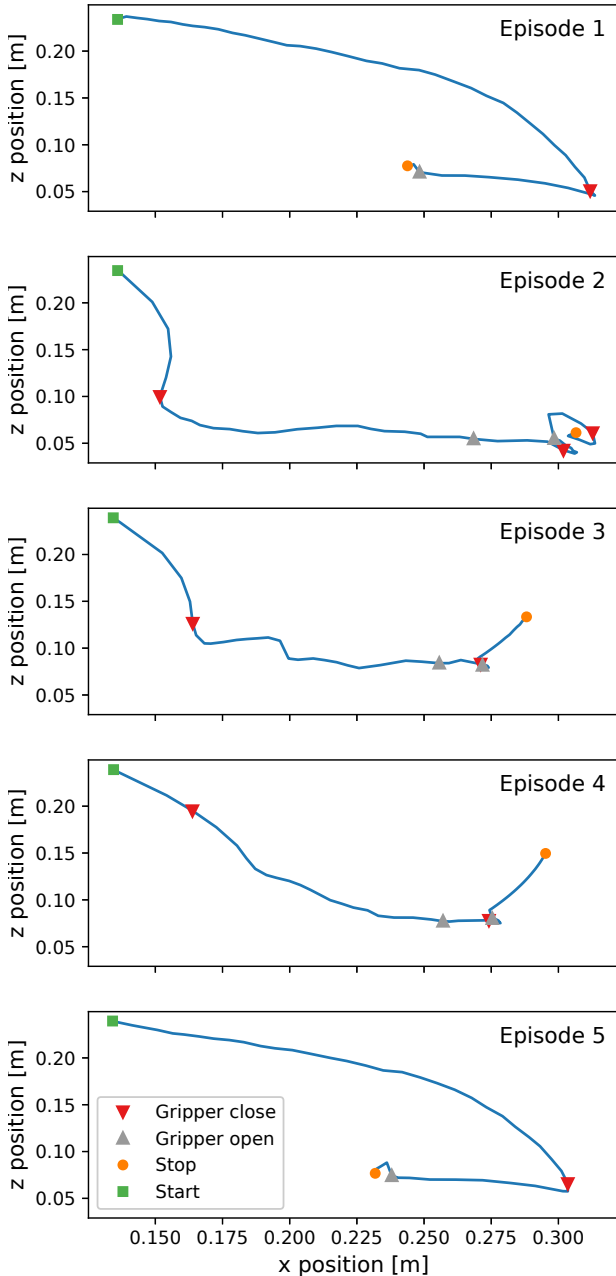 Episode 1
z position [m]
0.20
0.15
0.10
0.05
Episode 2
z position [m]
0.20
0.15
0.10
0.05
Episode 3
z position [m]
0.20
0.15
0.10
0.05
Episode 4
z position [m]
0.20
0.15
0.10
0.05
Episode 5
z position [m]
0.20
0.15
0.10
0.05
Gripper close
Gripper open
Stop
Start
0.150 0.175 0.200 0.225 0.250 0.275 0.300
x position [m]